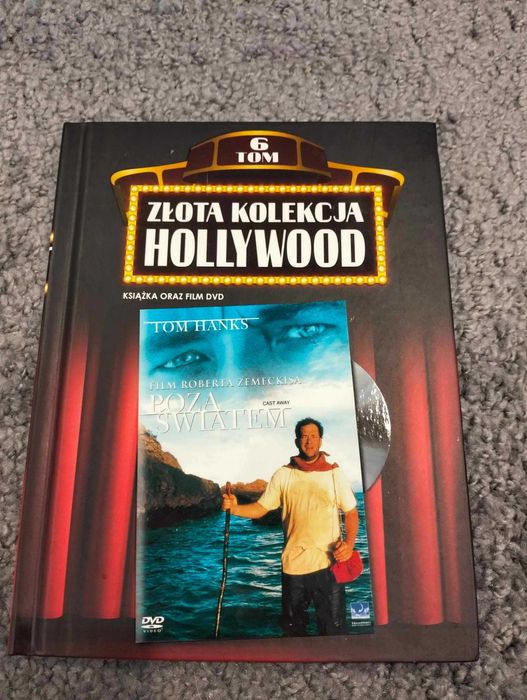 6
TOM
ZŁOTA KOLEKCJA
HOLLYWOOD
KSIĄŻKA ORAZ FILM DVD
TOM HANKS
FILM ROBERTA ZEMECKISA
POZA
CAST AWAY
ŚWIATEM
DVD
VIDEO